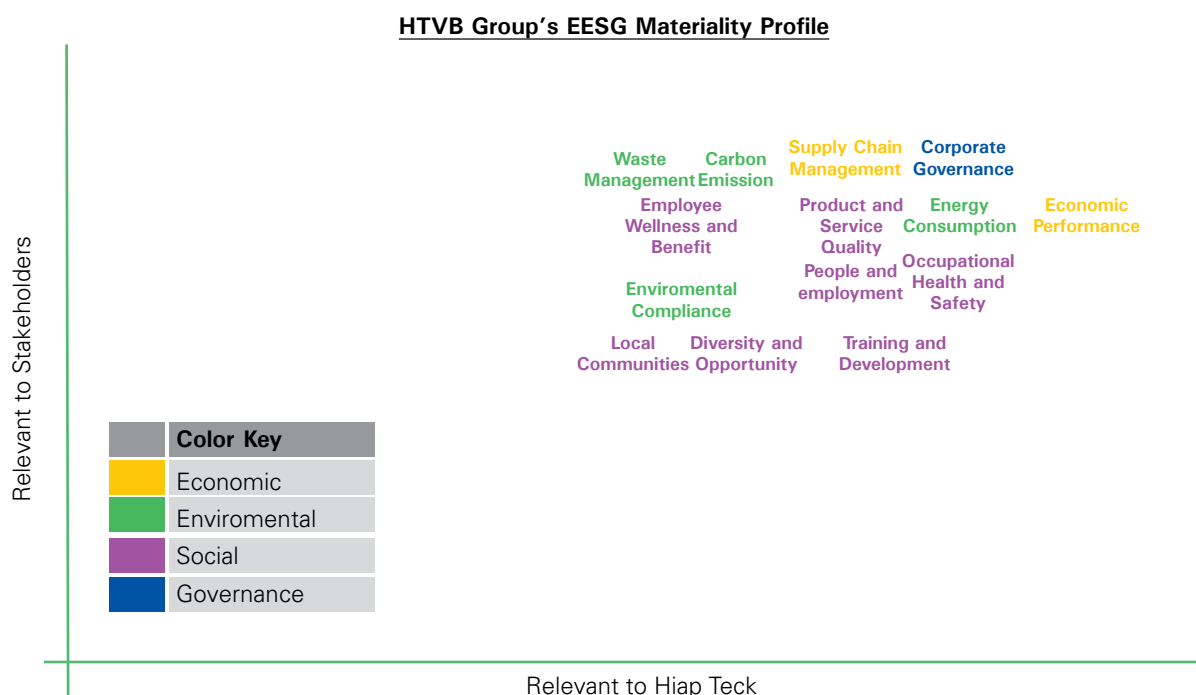 HTVB Group's EESG Materiality Profile
Relevant to Stakeholders
Waste
Management
Carbon
Emission
Supply Chain
Management
Corporate
Governance
Employee
Wellness and
Benefit
Product and
Service
Quality
Energy
Consumption
Economic
Performance
Enviromental
Compliance
People and
employment
Occupational
Health and
Safety
Local
Communities
Diversity and
Opportunity
Training and
Development
Color Key
Economic
Enviromental
Social
Governance
Relevant to Hiap Teck